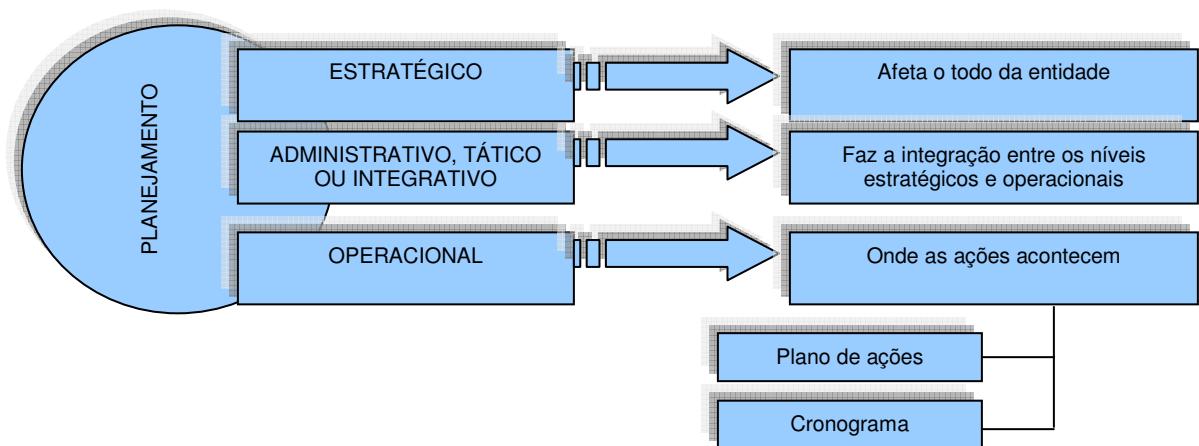 PLANEJAMENTO
ESTRATÉGICO
Afeta o todo da entidade
ADMINISTRATIVO, TÁTICO
OU INTEGRATIVO
Faz a integração entre os níveis
estratégicos e operacionais
OPERACIONAL
Onde as ações acontecem
Plano de ações
Cronograma